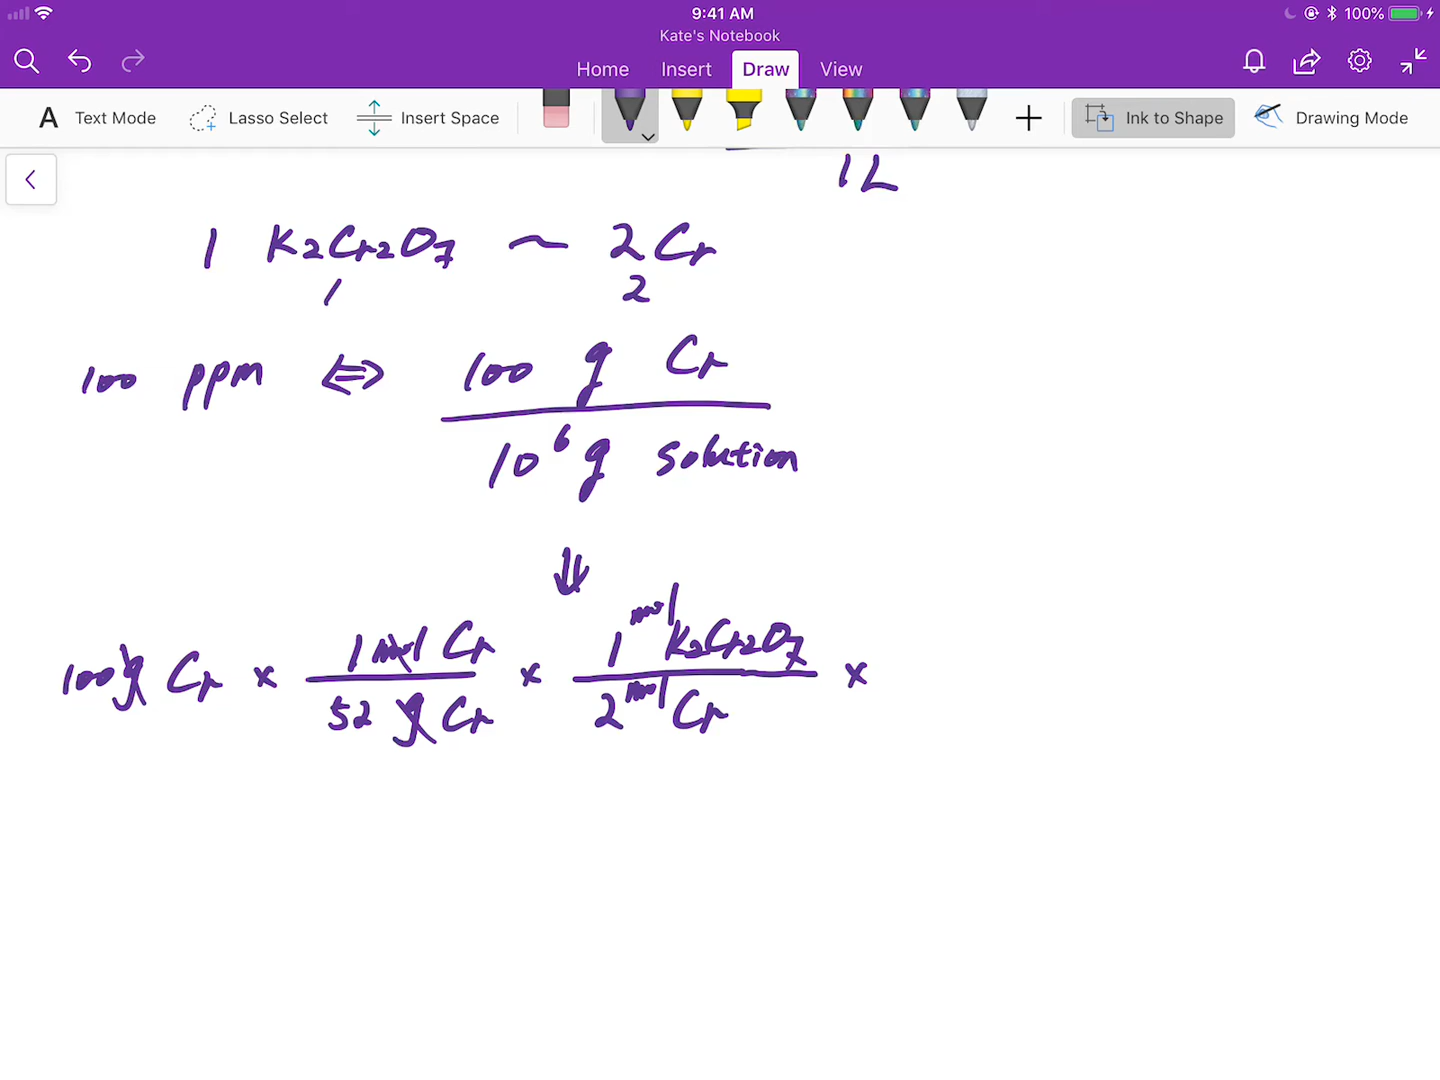 9:41 AM
100%
Kate's Notebook
Home Insert Draw View
A Text Mode Lasso Select Insert Space Ink to Shape Drawing Mode
1L
1 K2Cr2O7 ~ 2Cr
1 2
100 ppm <=> 100 g Cr
10^6 g solution
⇓
100g Cr x 1 mol Cr x 1 mol K2Cr2O7 x
52 g Cr 2 mol Cr